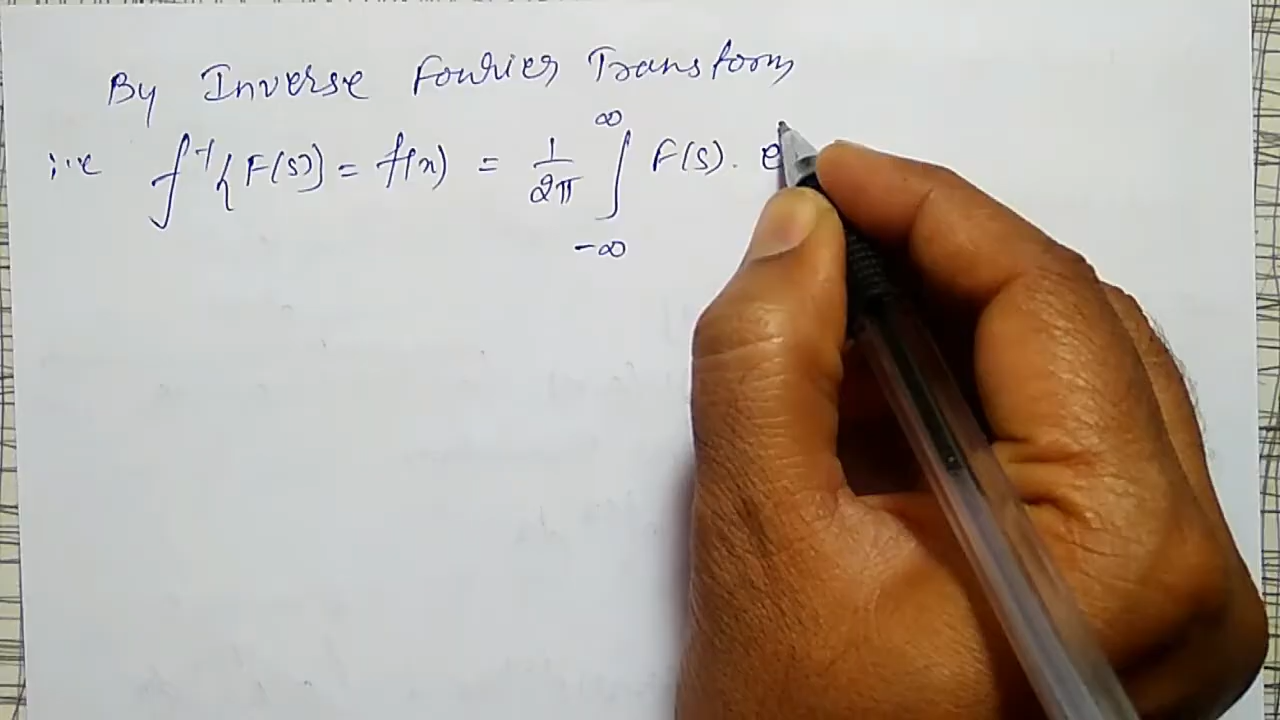 By Inverse Fourier Transform
i.e f⁻¹{F(s)} = f(x) = 1/2π ∫_{-∞}^{∞} F(s). e